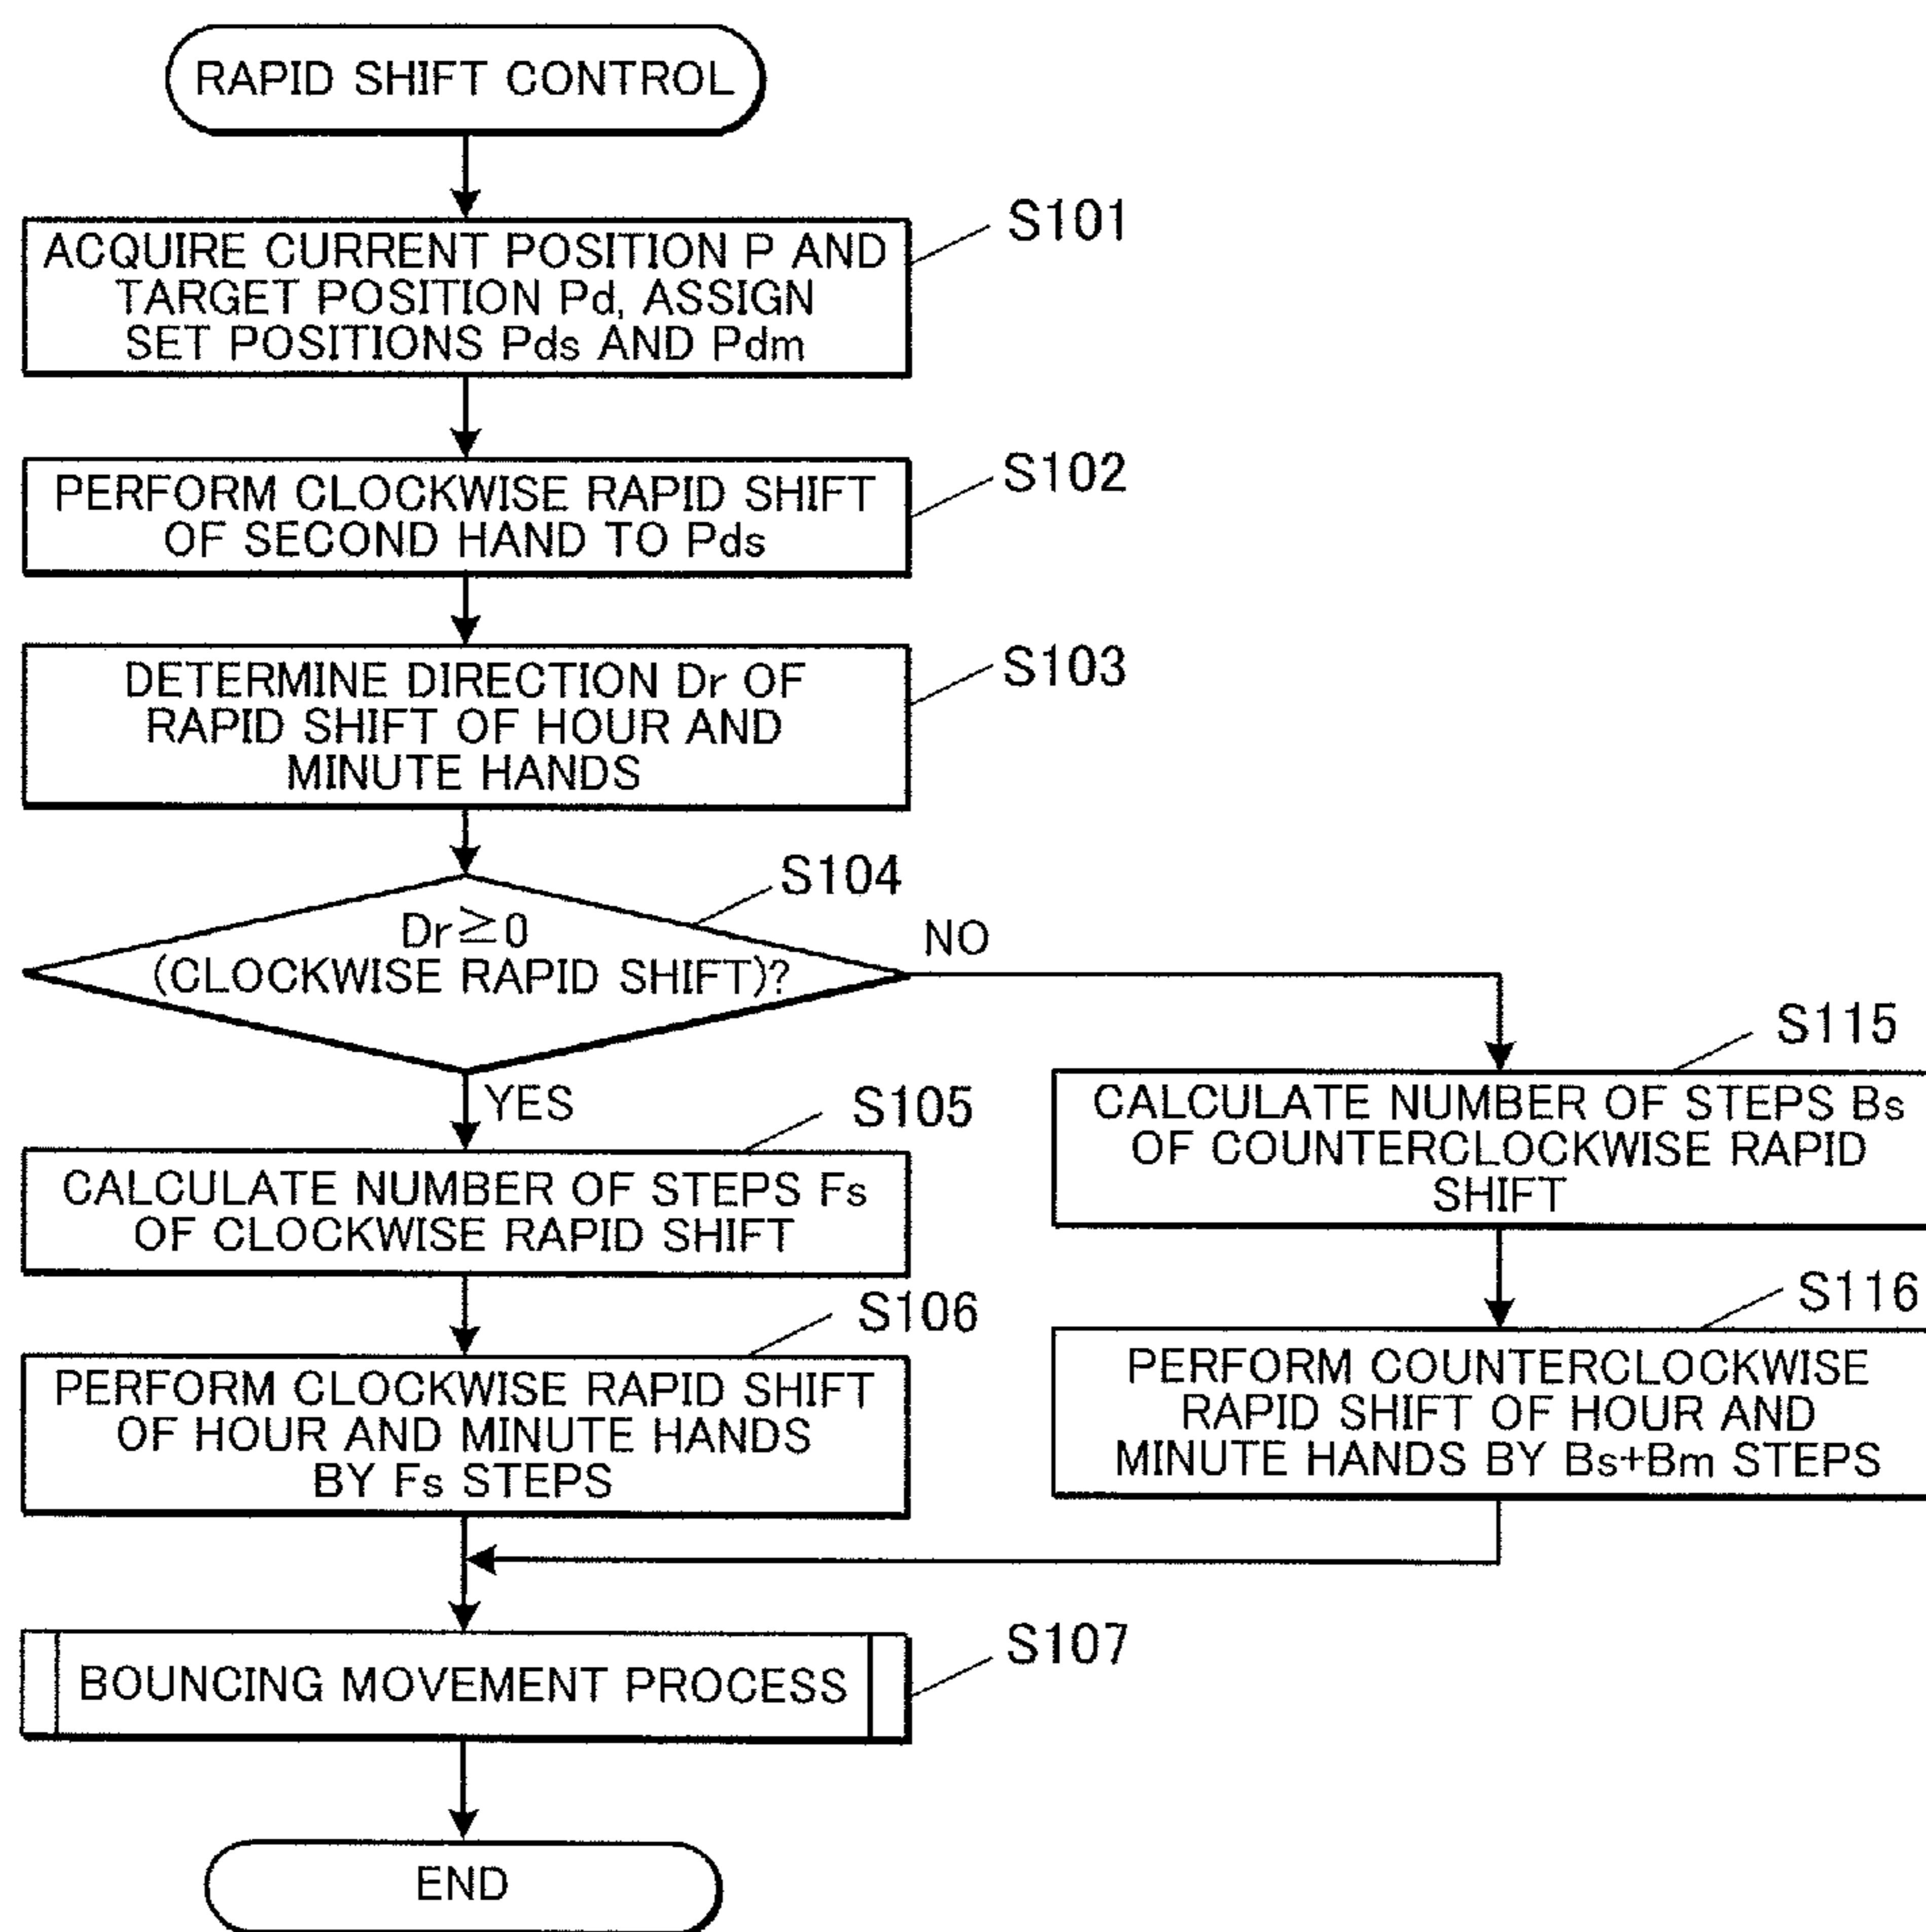 RAPID SHIFT CONTROL
S101
ACQUIRE CURRENT POSITION P AND
TARGET POSITION Pd, ASSIGN
SET POSITIONS Pds AND Pdm
S102
PERFORM CLOCKWISE RAPID SHIFT
OF SECOND HAND TO Pds
S103
DETERMINE DIRECTION Dr OF
RAPID SHIFT OF HOUR AND
MINUTE HANDS
S104
Dr≧0
(CLOCKWISE RAPID SHIFT)?
NO
YES
S105
CALCULATE NUMBER OF STEPS Fs
OF CLOCKWISE RAPID SHIFT
S106
PERFORM CLOCKWISE RAPID SHIFT
OF HOUR AND MINUTE HANDS
BY Fs STEPS
S115
CALCULATE NUMBER OF STEPS Bs
OF COUNTERCLOCKWISE RAPID
SHIFT
S116
PERFORM COUNTERCLOCKWISE
RAPID SHIFT OF HOUR AND
MINUTE HANDS BY Bs+Bm STEPS
S107
BOUNCING MOVEMENT PROCESS
END